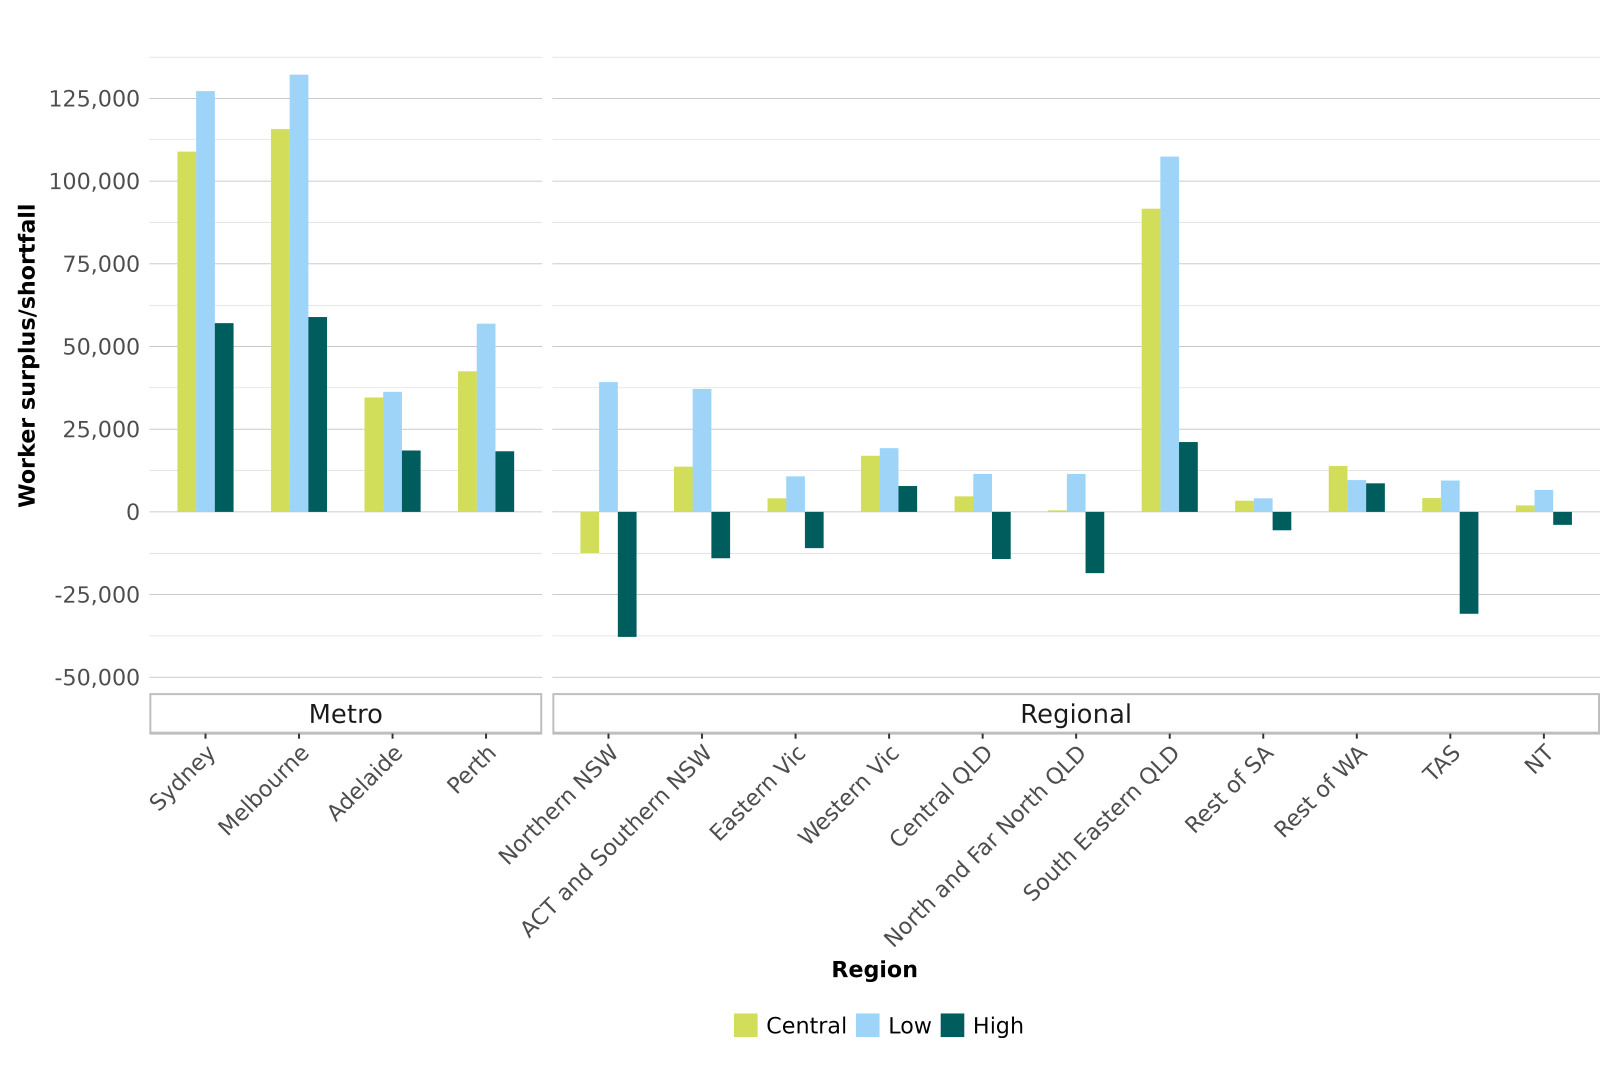 Worker surplus/shortfall
125,000
100,000
75,000
50,000
25,000
0
-25,000
-50,000
Metro
Regional
Sydney
Melbourne
Adelaide
Perth
Northern NSW
ACT and Southern NSW
Eastern Vic
Western Vic
Central QLD
North and Far North QLD
South Eastern QLD
Rest of SA
Rest of WA
TAS
NT
Region
Central Low High